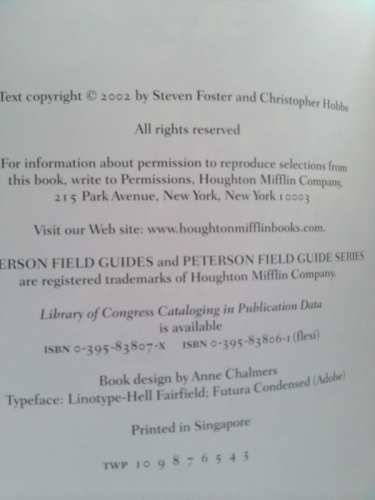 Text copyright © 2002 by Steven Foster and Christopher Hobbs
All rights reserved
For information about permission to reproduce selections from
this book, write to Permissions, Houghton Mifflin Company,
215 Park Avenue, New York, New York 10003
Visit our Web site: www.houghtonmifflinbooks.com.
ERSON FIELD GUIDES and PETERSON FIELD GUIDE SERIES
are registered trademarks of Houghton Mifflin Company.
Library of Congress Cataloging in Publication Data
is available
ISBN 0-395-83807-X ISBN 0-395-83806-1 (flexi)
Book design by Anne Chalmers
Typeface: Linotype-Hell Fairfield; Futura Condensed (Adobe)
Printed in Singapore
TWP 10 9 8 7 6 5 4 3